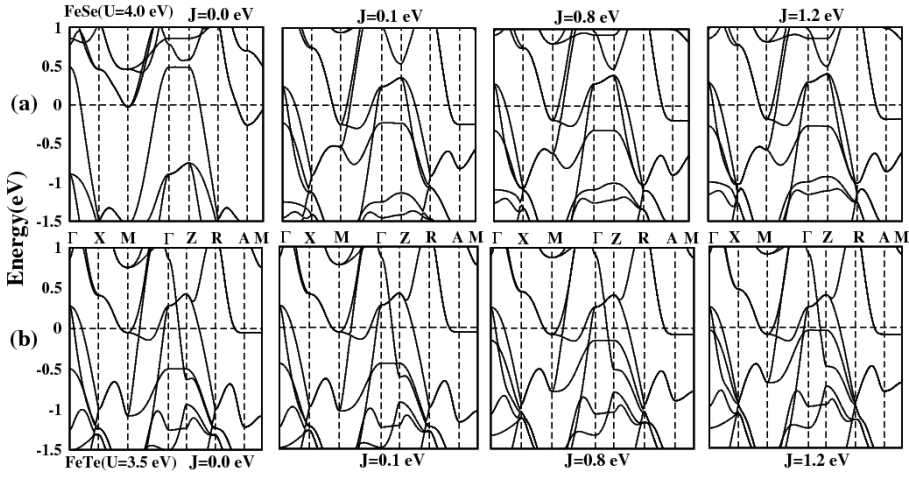 FeSe(U=4.0 eV) J=0.0 eV J=0.1 eV J=0.8 eV J=1.2 eV
1
0.5
(a) 0
-0.5
-1
-1.5
Γ X M Γ Z R A M Γ X M Γ Z R A M Γ X M Γ Z R A M Γ X M Γ Z R A M
Energy(eV)
1
0.5
(b) 0
-0.5
-1
-1.5
FeTe(U=3.5 eV) J=0.0 eV J=0.1 eV J=0.8 eV J=1.2 eV